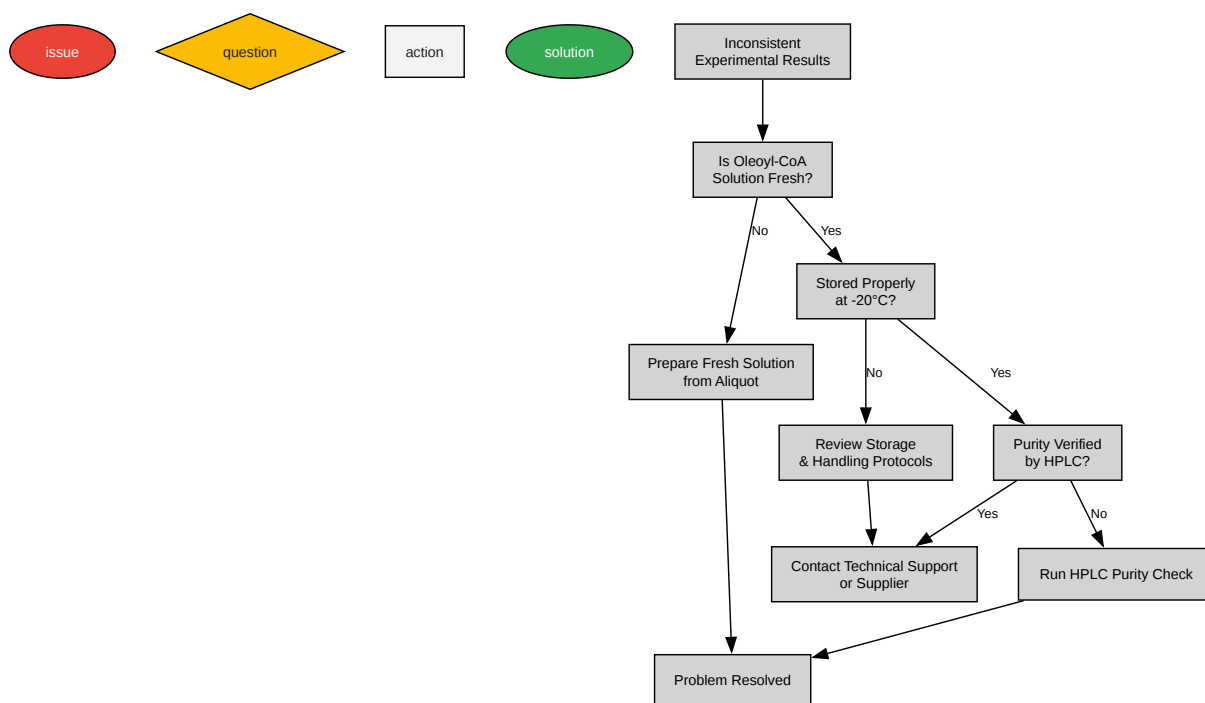 issue
question
action
solution
Inconsistent
Experimental Results
Is Oleoyl-CoA
Solution Fresh?
No
Yes
Stored Properly
at -20°C?
Prepare Fresh Solution
from Aliquot
No
Yes
Review Storage
& Handling Protocols
Purity Verified
by HPLC?
Yes
No
Contact Technical Support
or Supplier
Run HPLC Purity Check
Problem Resolved